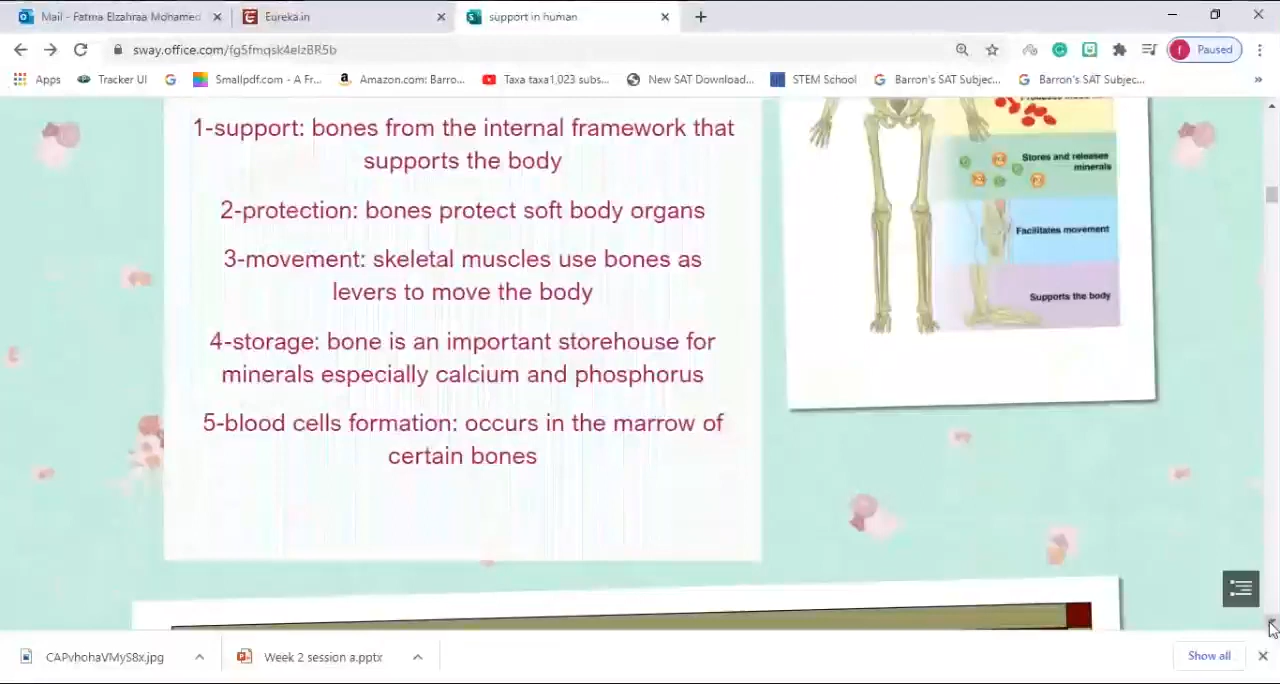 Mail - Fatma Elzahraa Mohamed
Eureka.in
support in human
sway.office.com/fg5fmqsk4elzBR5b
Paused
Apps
Tracker UI
Smallpdf.com - A Fr...
Amazon.com: Barro...
Taxa taxa1,023 subs...
New SAT Download...
STEM School
Barron's SAT Subjec...
Barron's SAT Subjec...
1-support: bones from the internal framework that
supports the body
2-protection: bones protect soft body organs
3-movement: skeletal muscles use bones as
levers to move the body
4-storage: bone is an important storehouse for
minerals especially calcium and phosphorus
5-blood cells formation: occurs in the marrow of
certain bones
Stores and releases
minerals
Facilitates movement
Supports the body
CAPvhohaVMyS8x.jpg
Week 2 session a.pptx
Show all